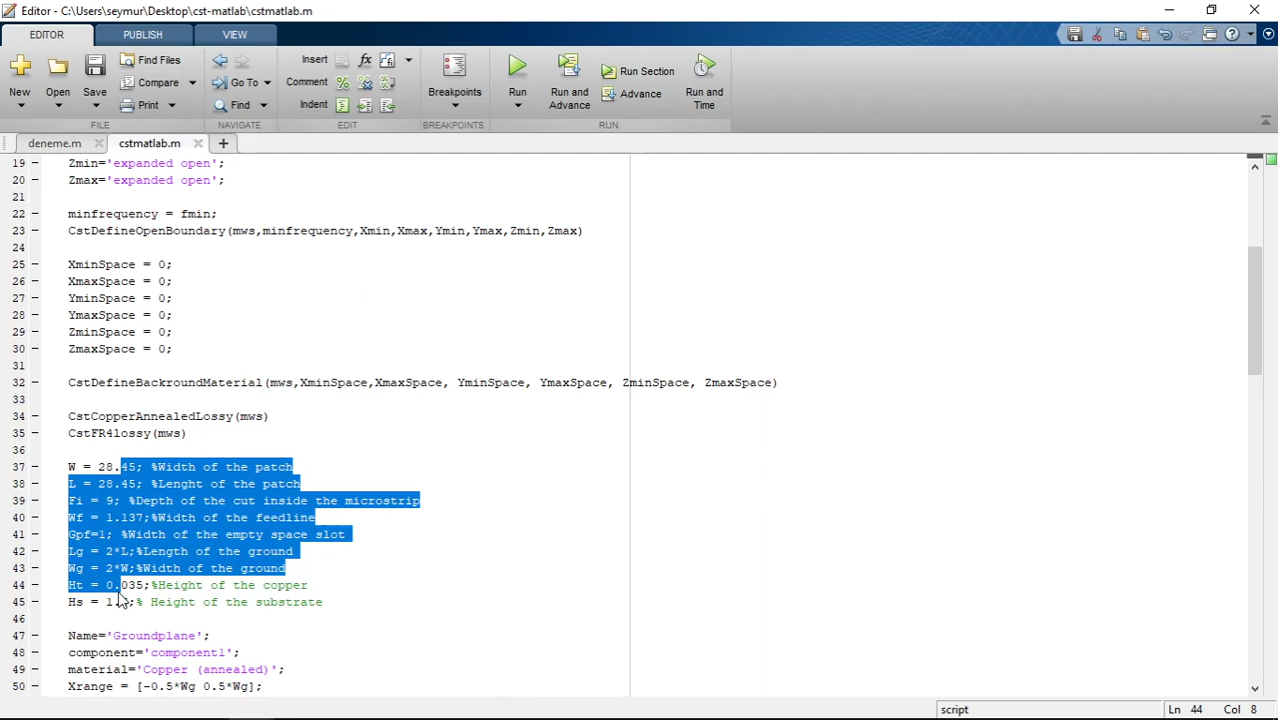 Editor - C:\Users\seymur\Desktop\cst-matlab\cstmatlab.m
EDITOR PUBLISH VIEW
New Open Save Find Files Compare Print Go To Find Insert fx Comment Indent Breakpoints Run Run and Advance Run Section Advance Run and Time
FILE NAVIGATE EDIT BREAKPOINTS RUN
deneme.m cstmatlab.m
19 Zmin='expanded open';
20 Zmax='expanded open';
21
22 minfrequency = fmin;
23 CstDefineOpenBoundary(mws,minfrequency,Xmin,Xmax,Ymin,Ymax,Zmin,Zmax)
24
25 XminSpace = 0;
26 XmaxSpace = 0;
27 YminSpace = 0;
28 YmaxSpace = 0;
29 ZminSpace = 0;
30 ZmaxSpace = 0;
31
32 CstDefineBackroundMaterial(mws,XminSpace,XmaxSpace, YminSpace, YmaxSpace, ZminSpace, ZmaxSpace)
33
34 CstCopperAnnealedLossy(mws)
35 CstFR4lossy(mws)
36
37 W = 28.45; %Width of the patch
38 L = 28.45; %Lenght of the patch
39 Fi = 9; %Depth of the cut inside the microstrip
40 Wf = 1.137;%Width of the feedline
41 Gpf=1; %Width of the empty space slot
42 Lg = 2*L;%Length of the ground
43 Wg = 2*W;%Width of the ground
44 Ht = 0.035;%Height of the copper
45 Hs = ;% Height of the substrate
46
47 Name='Groundplane';
48 component='component1';
49 material='Copper (annealed)';
50 Xrange = [-0.5*Wg 0.5*Wg];
script Ln 44 Col 8